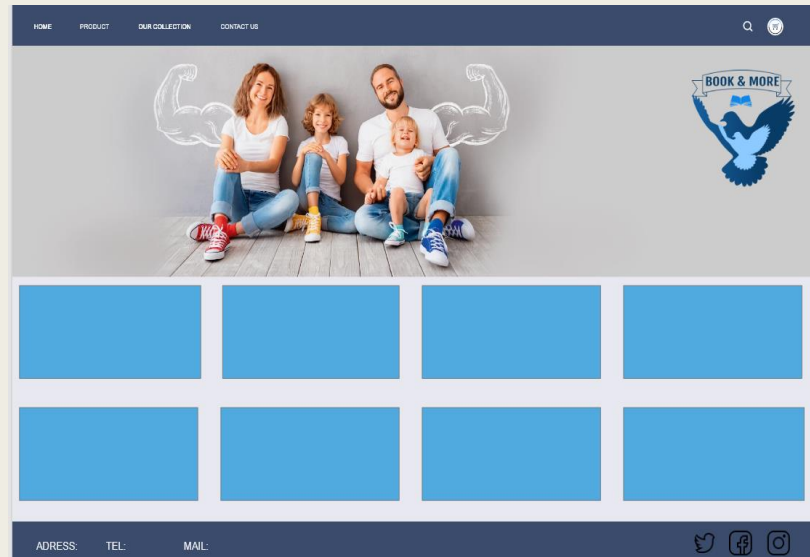 HOME PRODUCT OUR COLLECTION CONTACT US
BOOK & MORE
ADRESS: TEL: MAIL: